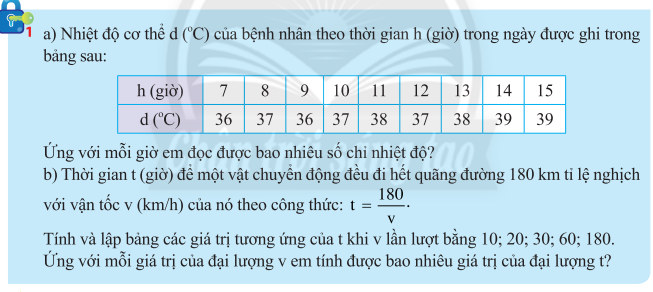 1 a) Nhiệt độ cơ thể d (°C) của bệnh nhân theo thời gian h (giờ) trong ngày được ghi trong
bảng sau:
h (giờ) 7 8 9 10 11 12 13 14 15
d (°C) 36 37 36 37 38 37 38 39 39
Ứng với mỗi giờ em đọc được bao nhiêu số chỉ nhiệt độ?
b) Thời gian t (giờ) để một vật chuyển động đều đi hết quãng đường 180 km tỉ lệ nghịch
với vận tốc v (km/h) của nó theo công thức: t = 180/v.
Tính và lập bảng các giá trị tương ứng của t khi v lần lượt bằng 10; 20; 30; 60; 180.
Ứng với mỗi giá trị của đại lượng v em tính được bao nhiêu giá trị của đại lượng t?